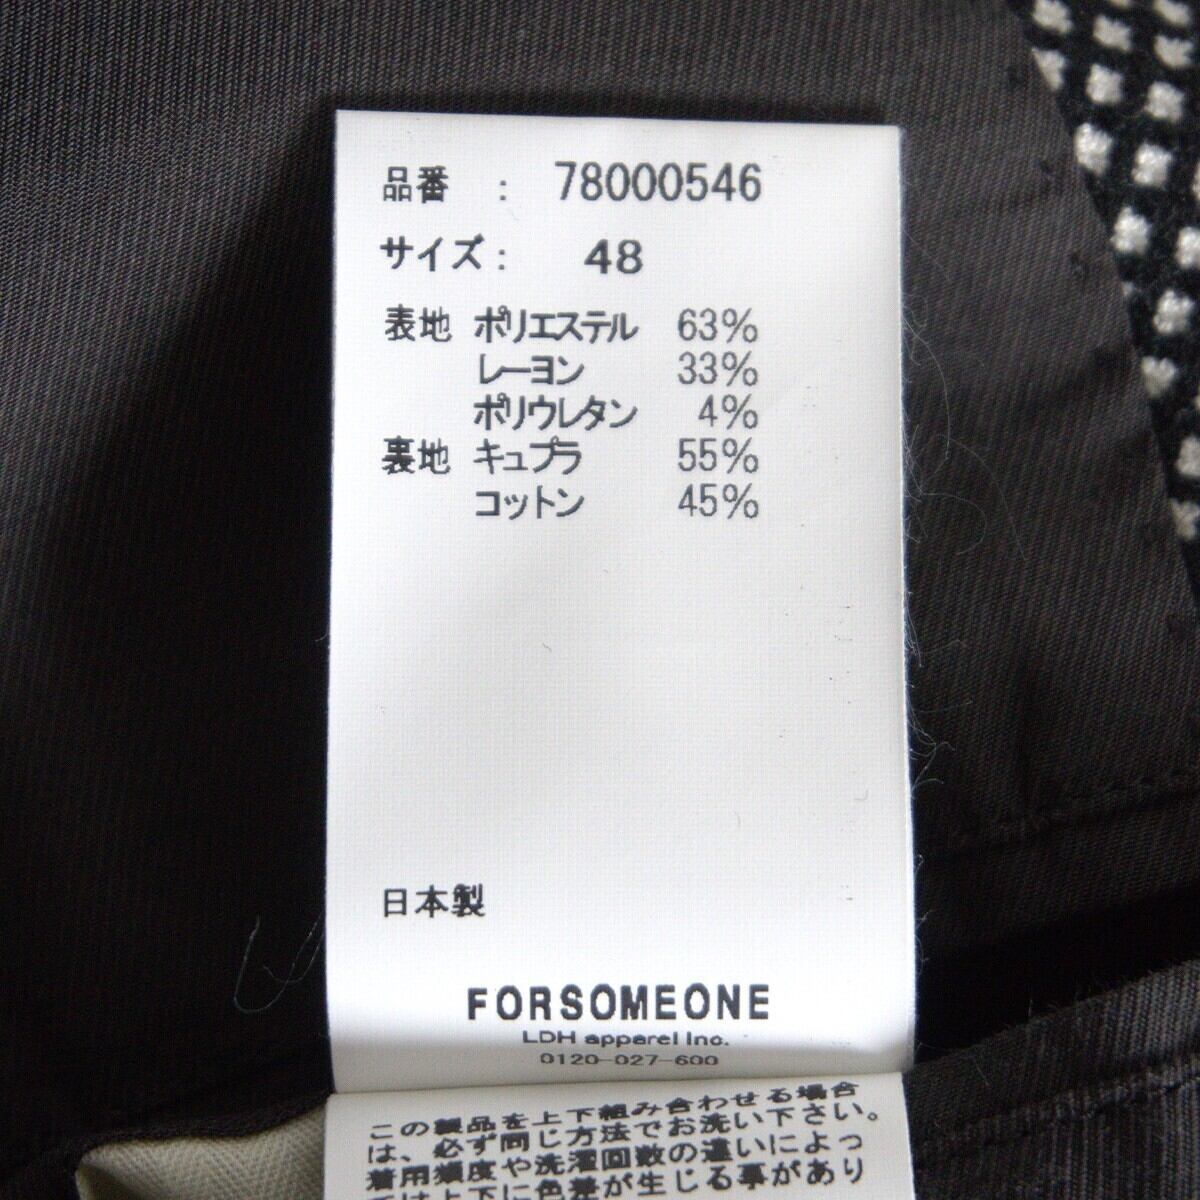 品番 : 78000546
サイズ : 48
表地 ポリエステル 63%
レーヨン 33%
ポリウレタン 4%
裏地 キュプラ 55%
コットン 45%
日本製
FORSOMEONE
LDH apparel Inc.
0120-027-600
この製品を上下組み合わせる場合
は、必ず同じ方法でお洗い下さい。
着用頻度や洗濯回数の違いによっ
ては上下に色差が生じる事があり